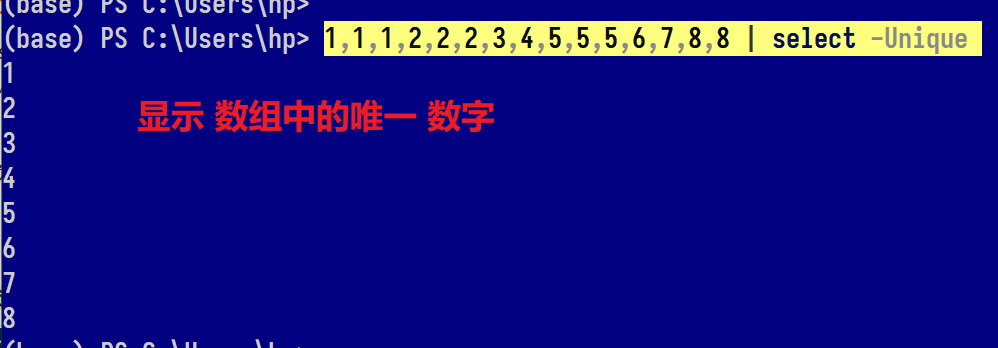 (base) PS C:\Users\hp>
(base) PS C:\Users\hp> 1,1,1,2,2,2,3,4,5,5,5,6,7,8,8 | select -Unique
1
2
显示 数组中的唯一 数字
3
4
5
6
7
8
(base) PS C:\Users\hp>